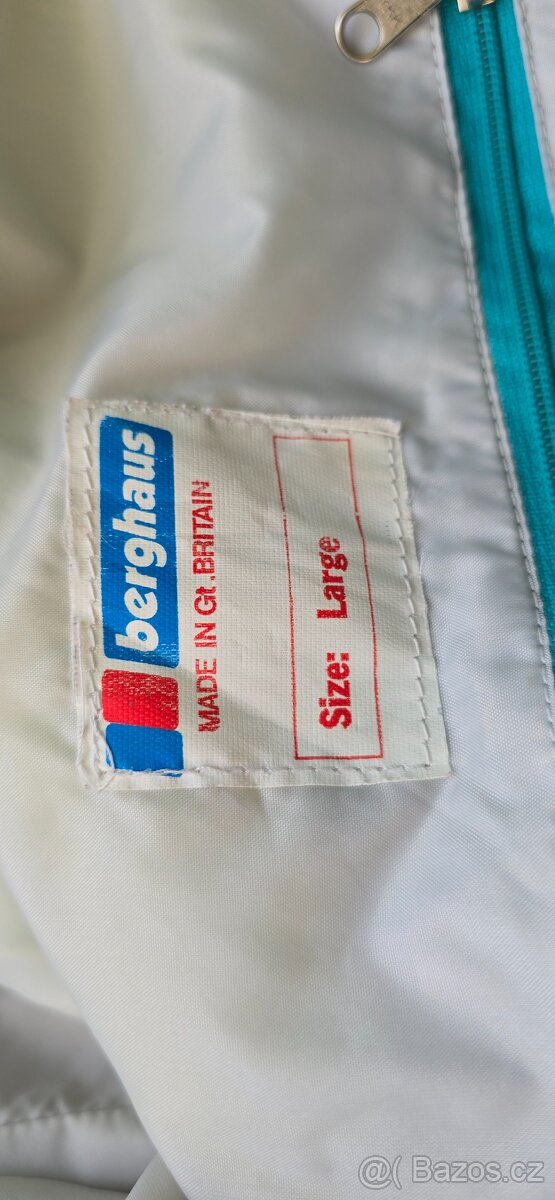 berghaus
MADE IN Gt.BRITAIN
Size: Large
@( Bazos.cz